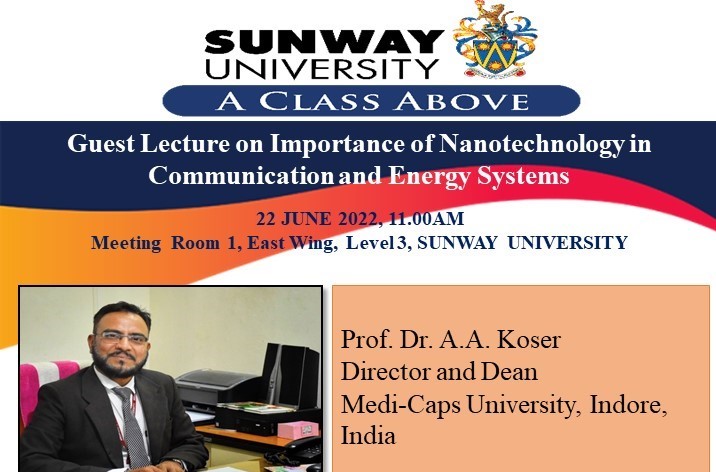 SUNWAY
UNIVERSITY
A CLASS ABOVE
Guest Lecture on Importance of Nanotechnology in
Communication and Energy Systems
22 JUNE 2022, 11.00AM
Meeting Room 1, East Wing, Level 3, SUNWAY UNIVERSITY
Prof. Dr. A.A. Koser
Director and Dean
Medi-Caps University, Indore,
India